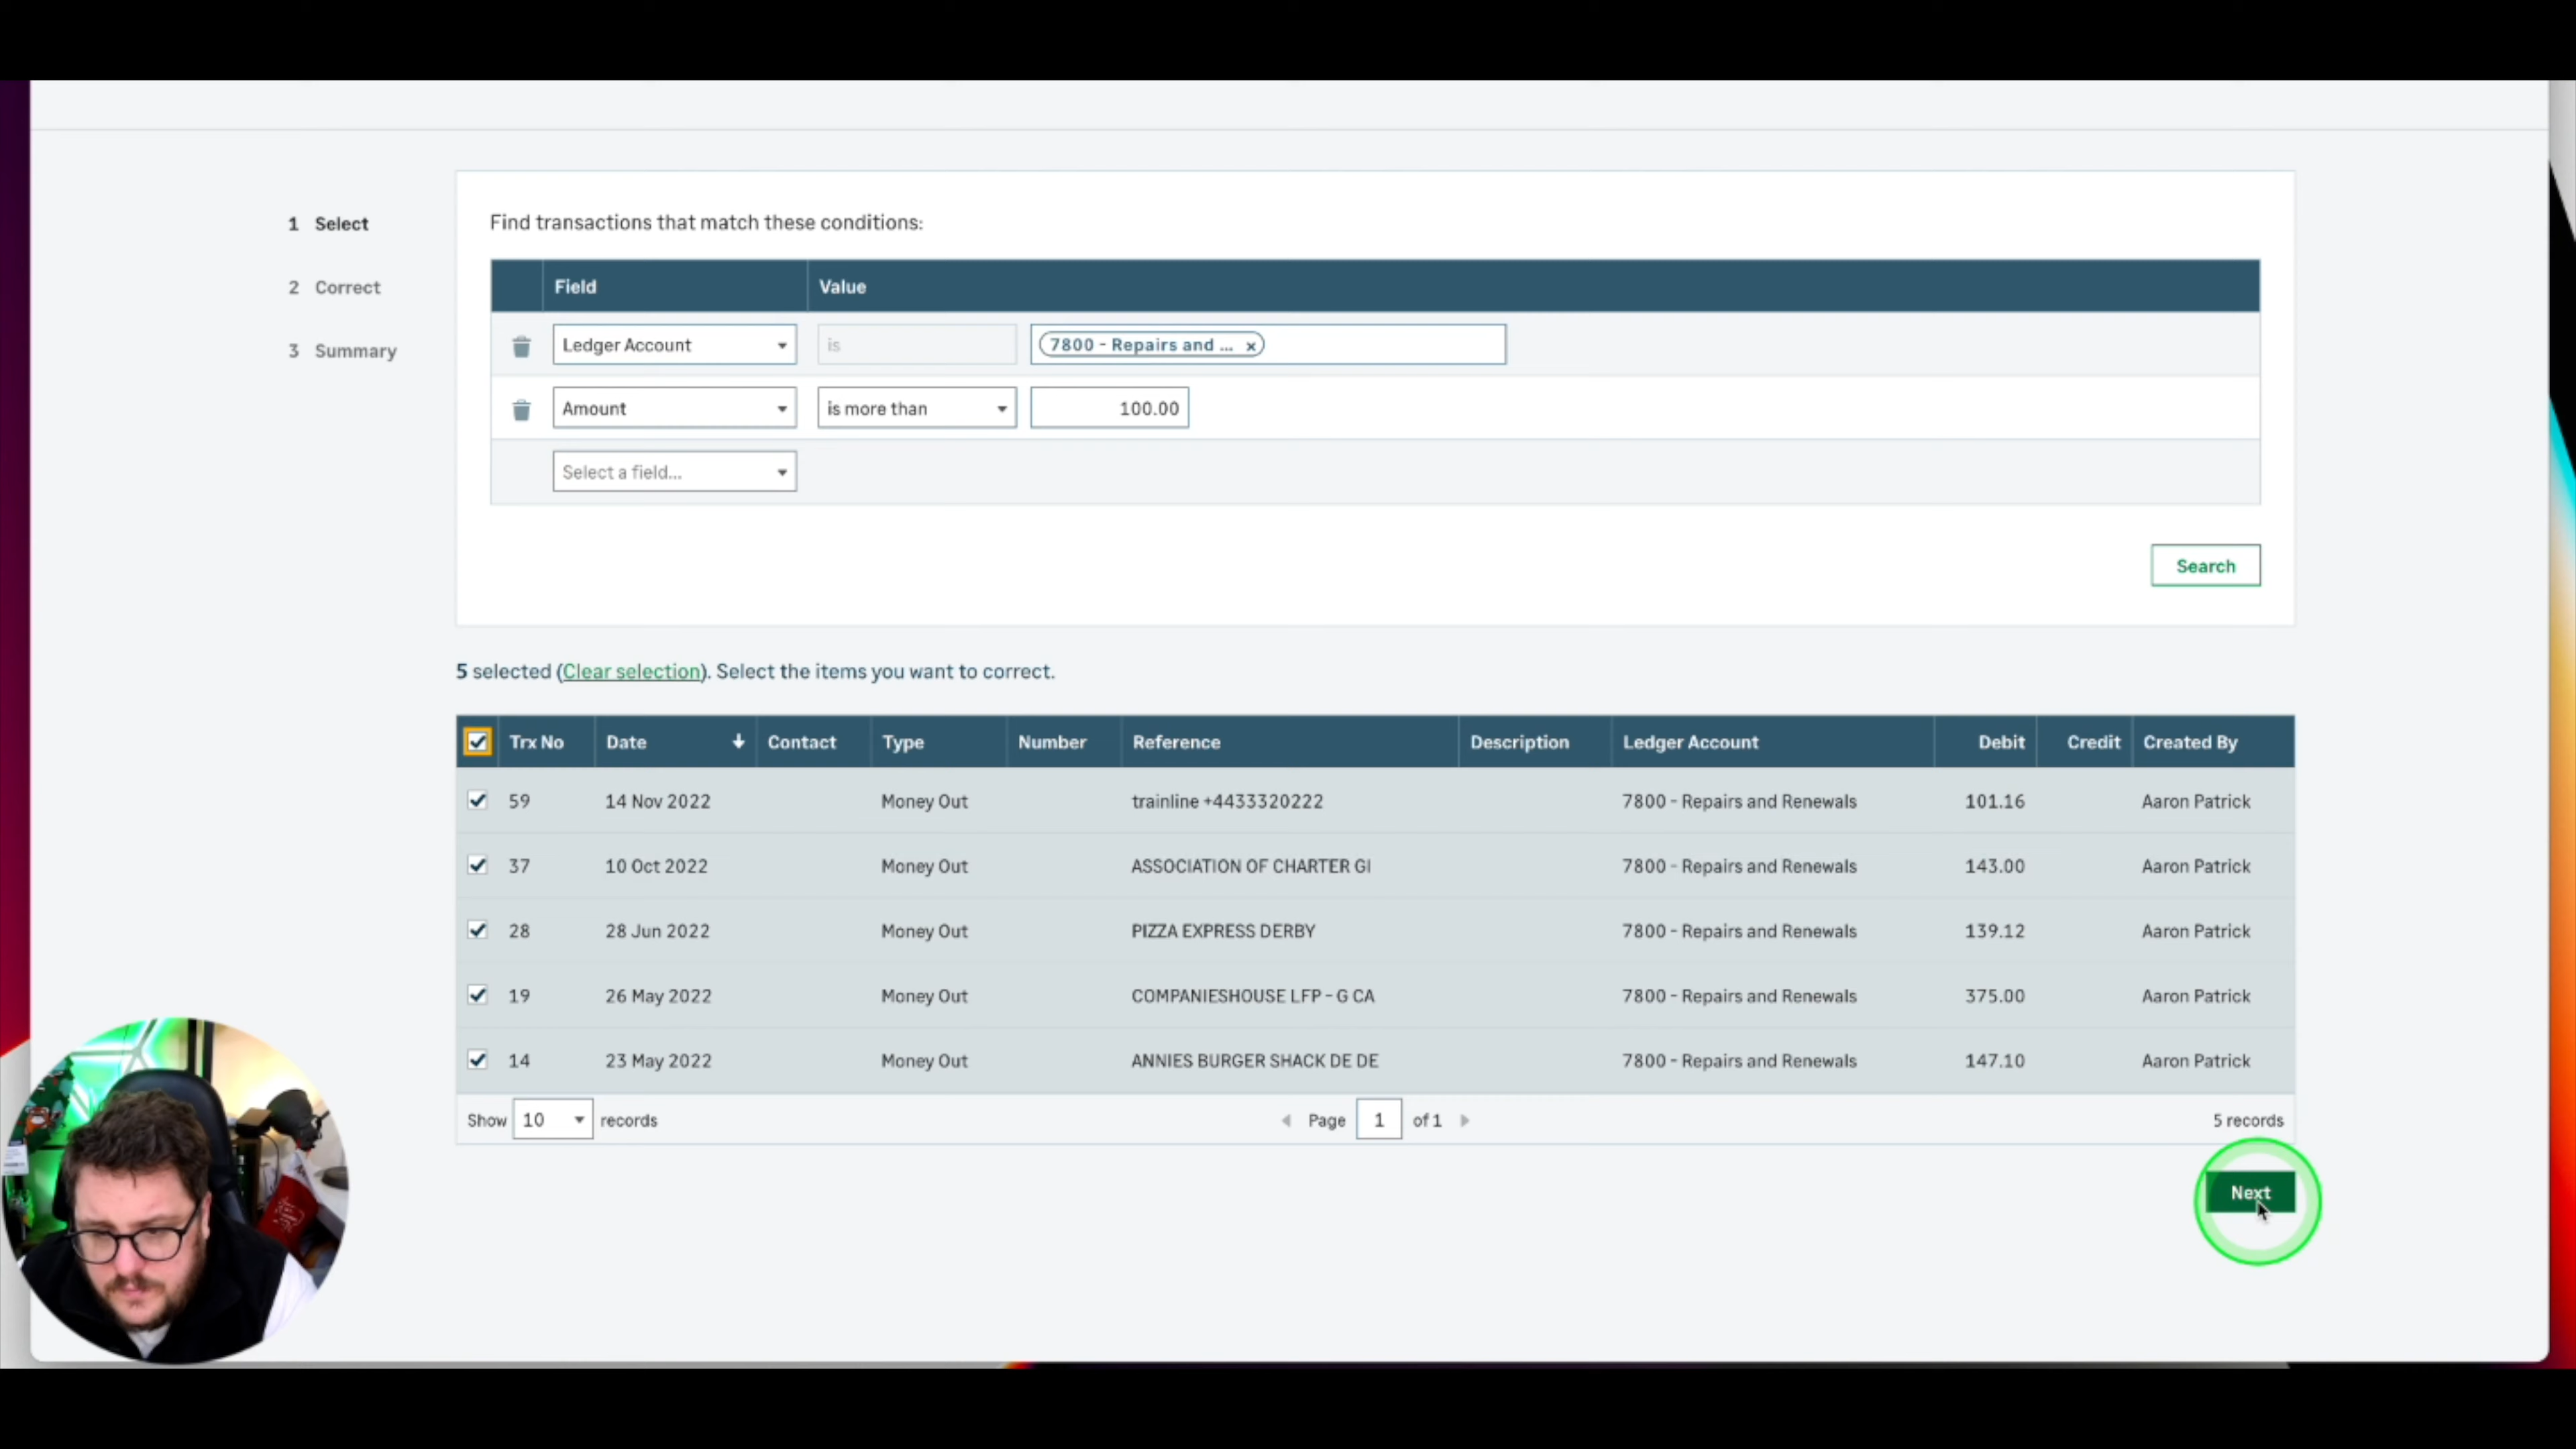 1 Select
2 Correct
3 Summary
Find transactions that match these conditions:
Field Value
Ledger Account is 7800 - Repairs and ... ×
Amount is more than 100.00
Select a field...
Search
5 selected (Clear selection). Select the items you want to correct.
Trx No Date Contact Type Number Reference Description Ledger Account Debit Credit Created By
59 14 Nov 2022 Money Out trainline +4433320222 7800 - Repairs and Renewals 101.16 Aaron Patrick
37 10 Oct 2022 Money Out ASSOCIATION OF CHARTER GI 7800 - Repairs and Renewals 143.00 Aaron Patrick
28 28 Jun 2022 Money Out PIZZA EXPRESS DERBY 7800 - Repairs and Renewals 139.12 Aaron Patrick
19 26 May 2022 Money Out COMPANIESHOUSE LFP - G CA 7800 - Repairs and Renewals 375.00 Aaron Patrick
14 23 May 2022 Money Out ANNIES BURGER SHACK DE DE 7800 - Repairs and Renewals 147.10 Aaron Patrick
Show 10 records Page 1 of 1 5 records
Next